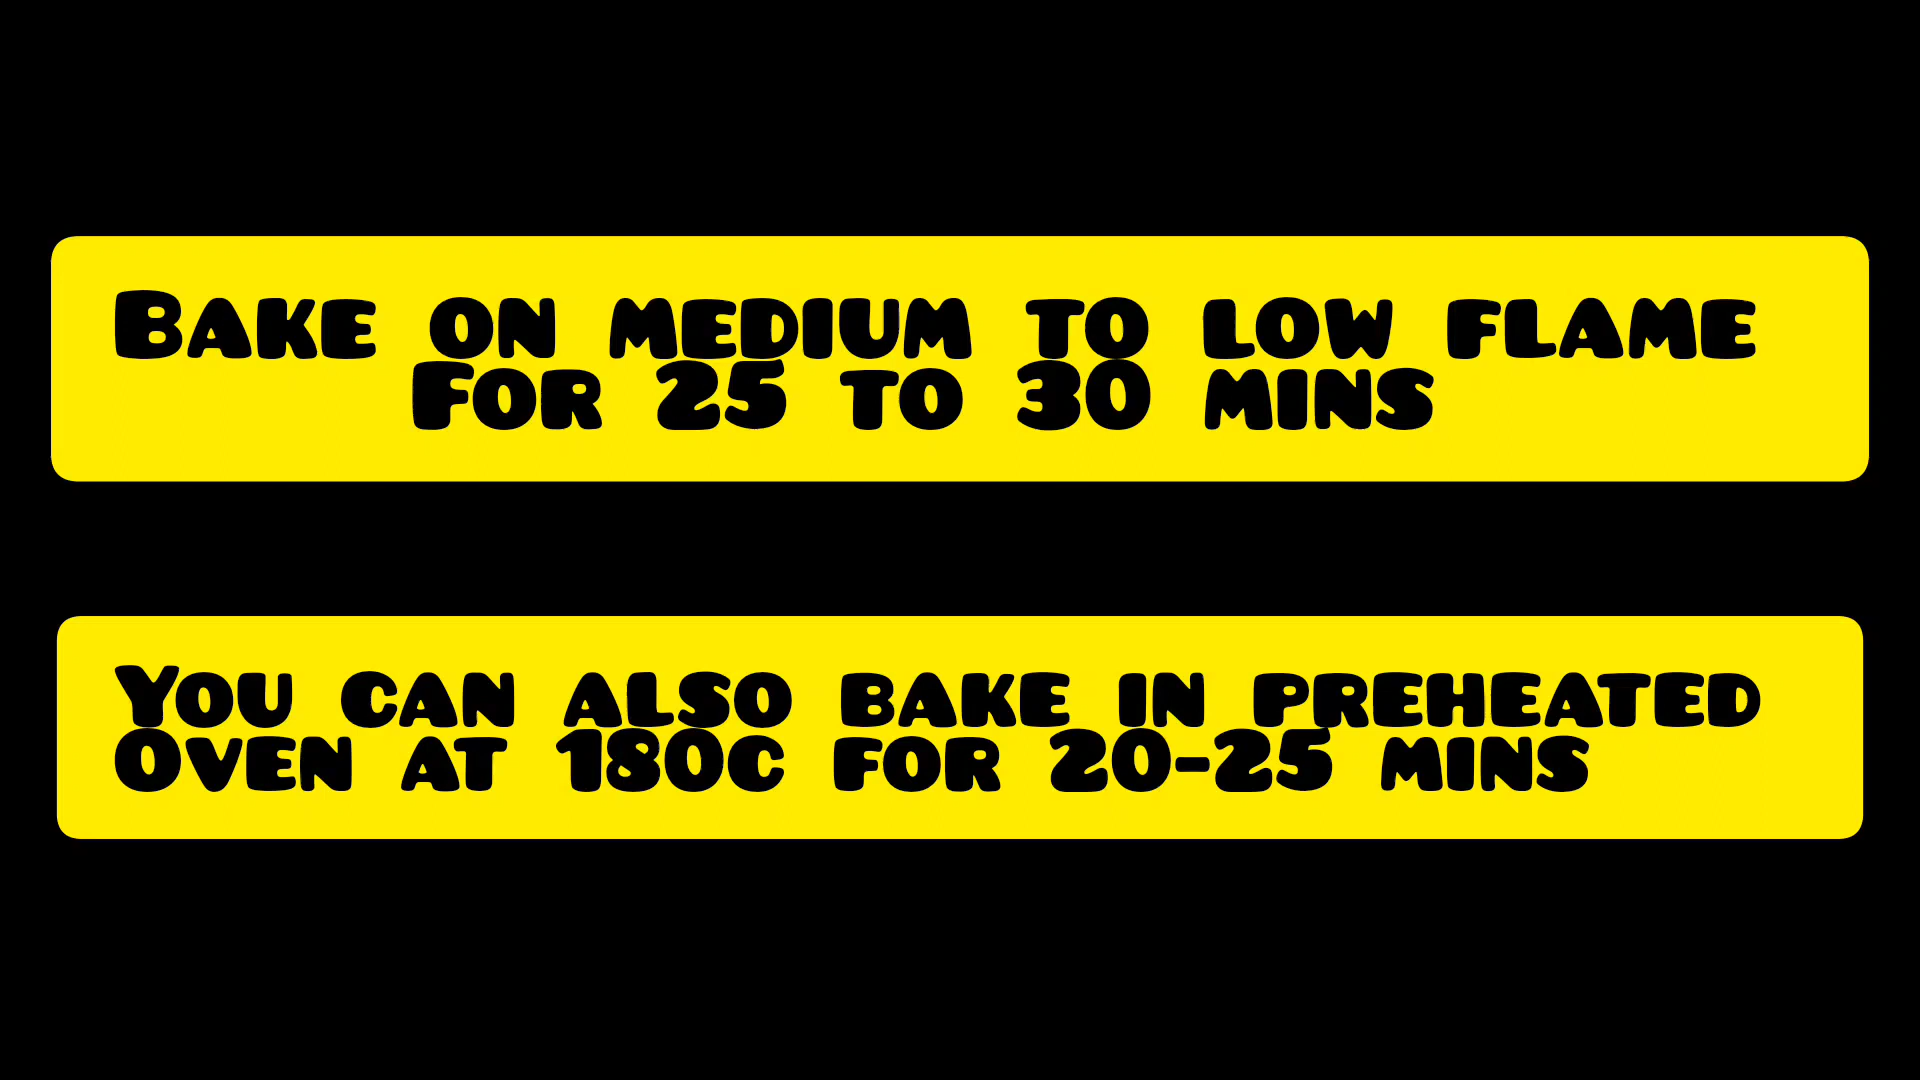 Bake on medium to low flame
For 25 to 30 mins
You can also bake in preheated
Oven at 180c for 20-25 mins